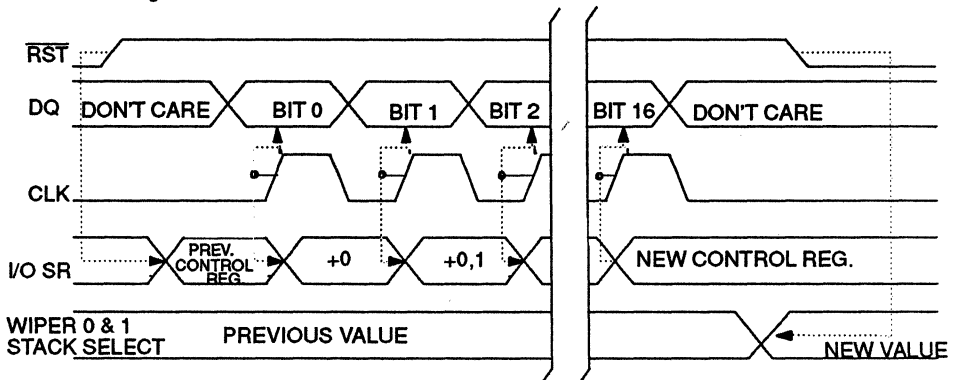 RST
DQ DON'T CARE BIT 0 BIT 1 BIT 2 BIT 16 DON'T CARE
CLK
I/O SR PREV. CONTROL REG. +0 +0,1 NEW CONTROL REG.
WIPER 0 & 1
STACK SELECT PREVIOUS VALUE NEW VALUE